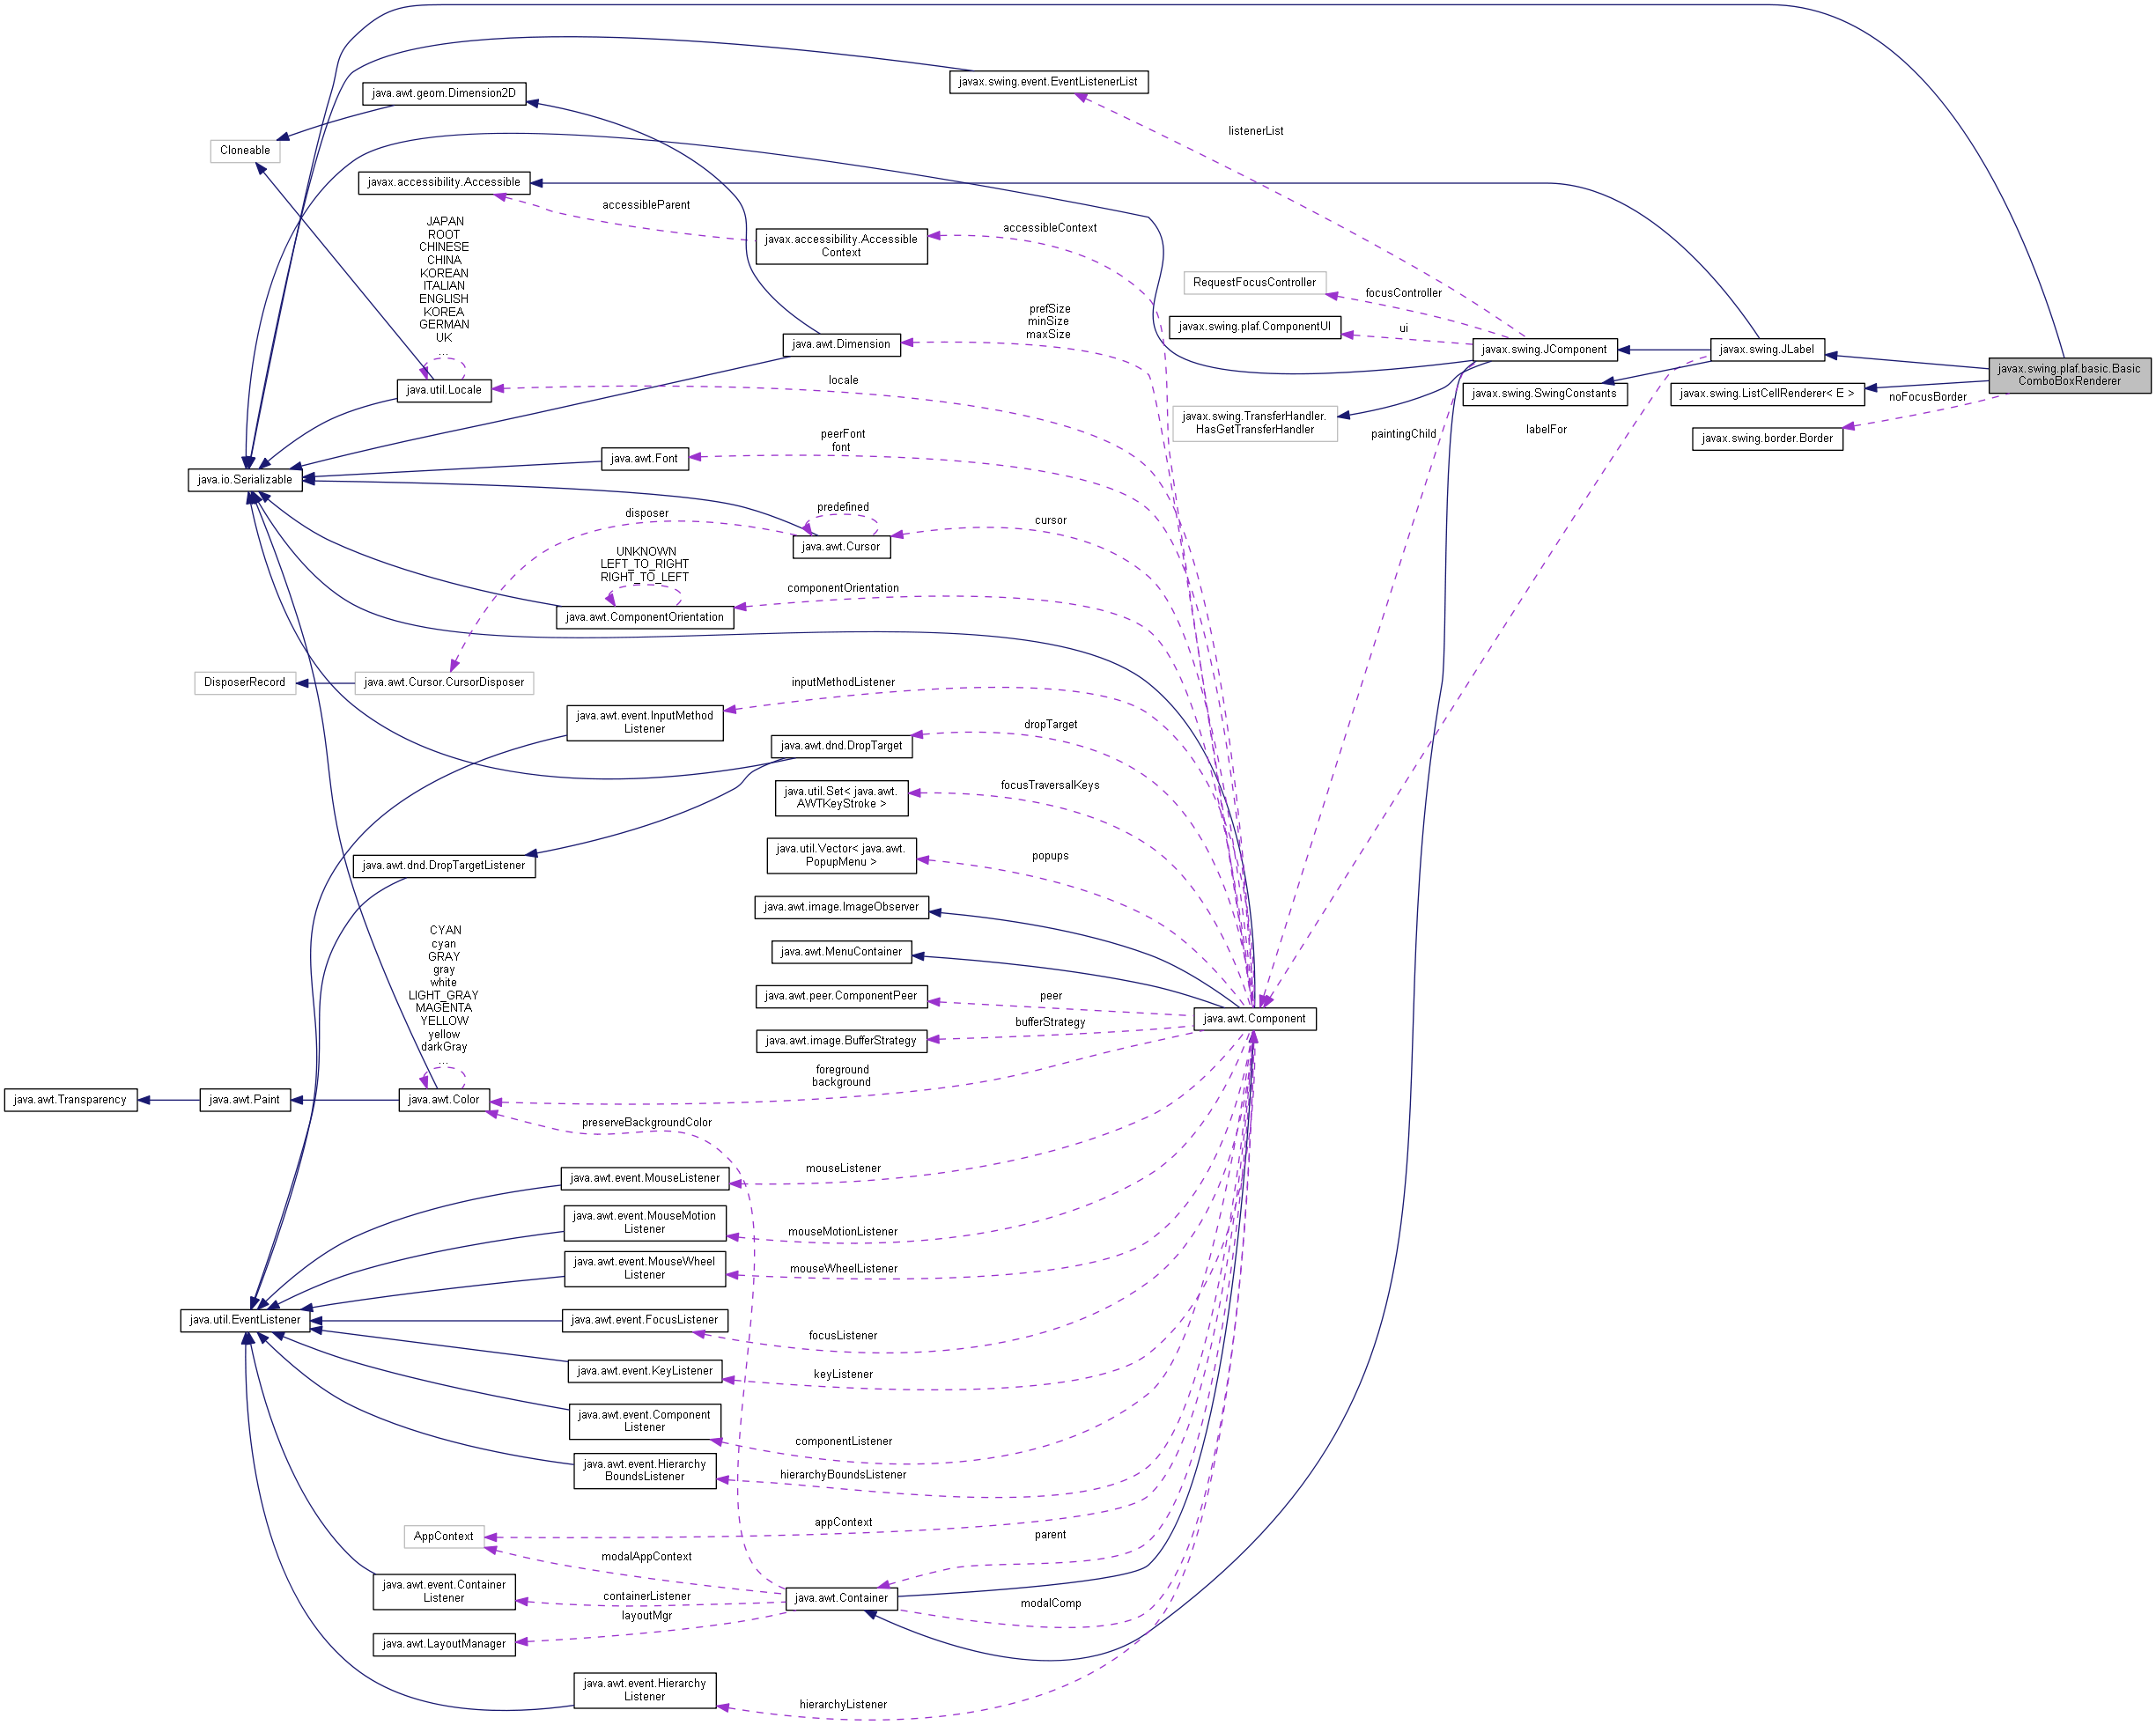 javax.swing.event.EventListenerList
java.awt.geom.Dimension2D
listenerList
Cloneable
javax.accessibility.Accessible
accessibleParent
JAPAN
ROOT
CHINESE
CHINA
KOREAN
ITALIAN
ENGLISH
KOREA
GERMAN
UK
...
javax.accessibility.Accessible
Context
accessibleContext
RequestFocusController
focusController
prefSize
minSize
maxSize
javax.swing.plaf.ComponentUI
ui
java.awt.Dimension
javax.swing.JComponent
javax.swing.JLabel
javax.swing.plaf.basic.Basic
ComboBoxRenderer
java.util.Locale
locale
javax.swing.SwingConstants
javax.swing.ListCellRenderer< E >
noFocusBorder
javax.swing.TransferHandler.
HasGetTransferHandler
paintingChild
labelFor
javax.swing.border.Border
peerFont
font
java.awt.Font
java.io.Serializable
predefined
disposer
cursor
java.awt.Cursor
UNKNOWN
LEFT_TO_RIGHT
RIGHT_TO_LEFT
componentOrientation
java.awt.ComponentOrientation
DisposerRecord
java.awt.Cursor.CursorDisposer
inputMethodListener
java.awt.event.InputMethod
Listener
dropTarget
java.awt.dnd.DropTarget
java.util.Set< java.awt.
AWTKeyStroke >
focusTraversalKeys
java.util.Vector< java.awt.
PopupMenu >
popups
java.awt.dnd.DropTargetListener
java.awt.image.ImageObserver
CYAN
cyan
GRAY
gray
white
LIGHT_GRAY
MAGENTA
YELLOW
yellow
darkGray
...
java.awt.MenuContainer
java.awt.peer.ComponentPeer
peer
java.awt.Component
bufferStrategy
java.awt.image.BufferStrategy
foreground
background
java.awt.Transparency
java.awt.Paint
java.awt.Color
preserveBackgroundColor
mouseListener
java.awt.event.MouseListener
java.awt.event.MouseMotion
Listener
mouseMotionListener
java.awt.event.MouseWheel
Listener
mouseWheelListener
java.util.EventListener
java.awt.event.FocusListener
focusListener
java.awt.event.KeyListener
keyListener
java.awt.event.Component
Listener
componentListener
java.awt.event.Hierarchy
BoundsListener
hierarchyBoundsListener
AppContext
appContext
parent
modalAppContext
java.awt.event.Container
Listener
containerListener
java.awt.Container
modalComp
layoutMgr
java.awt.LayoutManager
java.awt.event.Hierarchy
Listener
hierarchyListener